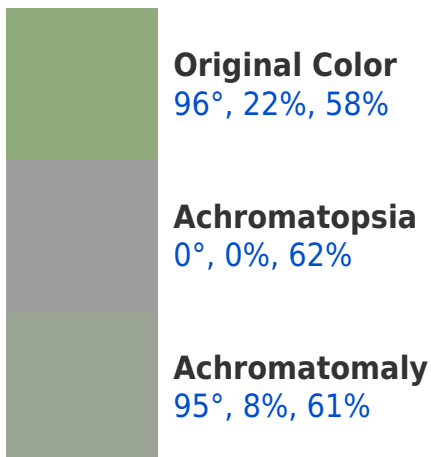 Original Color
96°, 22%, 58%
Achromatopsia
0°, 0%, 62%
Achromatomaly
95°, 8%, 61%